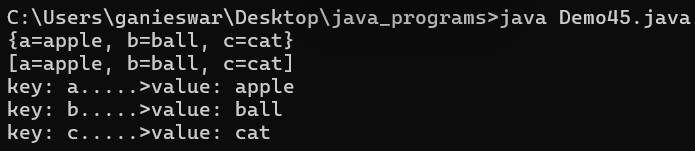 C:\Users\ganieswar\Desktop\java_programs>java Demo45.java
{a=apple, b=ball, c=cat}
[a=apple, b=ball, c=cat]
key: a.....>value: apple
key: b.....>value: ball
key: c.....>value: cat